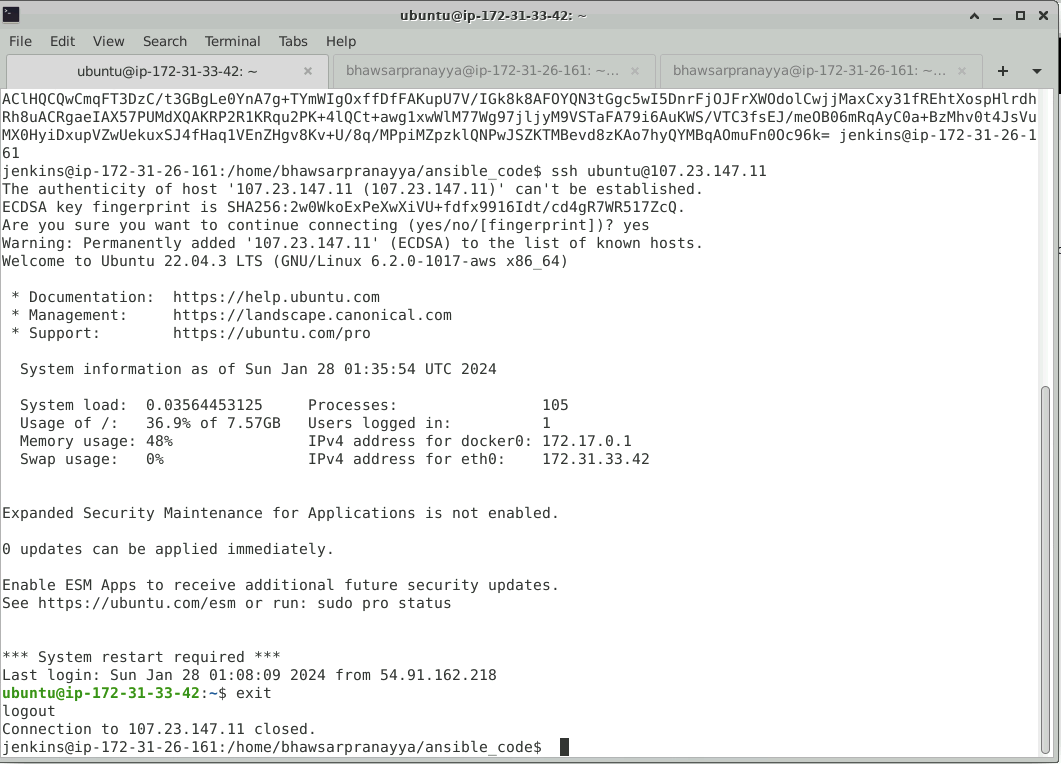 ubuntu@ip-172-31-33-42: ~
File Edit View Search Terminal Tabs Help
ubuntu@ip-172-31-33-42: ~ × bhawsarpranayya@ip-172-31-26-161: ~... × bhawsarpranayya@ip-172-31-26-161: ~... ×
AClHQCQwCmqFT3DzC/t3GBgLe0YnA7g+TYmWIgOxffDfFAKupU7V/IGk8k8AFOYQN3tGgc5wI5DnrFjOJFrXWOdolCwjjMaxCxy31fREhtXospHlrdh
Rh8uACRgaeIAX57PUMdXQAKRP2R1KRqu2PK+4lQCt+awg1xwWlM77Wg97jljyM9VSTaFA79i6AuKWS/VTC3fsEJ/meOB06mRqAyC0a+BzMhv0t4JsVu
MX0HyiDxupVZwUekuxSJ4fHaq1VEnZHgv8Kv+U/8q/MPpiMZpzklQNPwJSZKTMBevd8zKAo7hyQYMBqAOmuFn0Oc96k= jenkins@ip-172-31-26-1
61
jenkins@ip-172-31-26-161:/home/bhawsarpranayya/ansible_code$ ssh ubuntu@107.23.147.11
The authenticity of host '107.23.147.11 (107.23.147.11)' can't be established.
ECDSA key fingerprint is SHA256:2w0WkoExPeXwXiVU+fdfx9916Idt/cd4gR7WR517ZcQ.
Are you sure you want to continue connecting (yes/no/[fingerprint])? yes
Warning: Permanently added '107.23.147.11' (ECDSA) to the list of known hosts.
Welcome to Ubuntu 22.04.3 LTS (GNU/Linux 6.2.0-1017-aws x86_64)
* Documentation: https://help.ubuntu.com
* Management: https://landscape.canonical.com
* Support: https://ubuntu.com/pro
System information as of Sun Jan 28 01:35:54 UTC 2024
System load: 0.03564453125 Processes: 105
Usage of /: 36.9% of 7.57GB Users logged in: 1
Memory usage: 48% IPv4 address for docker0: 172.17.0.1
Swap usage: 0% IPv4 address for eth0: 172.31.33.42
Expanded Security Maintenance for Applications is not enabled.
0 updates can be applied immediately.
Enable ESM Apps to receive additional future security updates.
See https://ubuntu.com/esm or run: sudo pro status
*** System restart required ***
Last login: Sun Jan 28 01:08:09 2024 from 54.91.162.218
ubuntu@ip-172-31-33-42:~$ exit
logout
Connection to 107.23.147.11 closed.
jenkins@ip-172-31-26-161:/home/bhawsarpranayya/ansible_code$